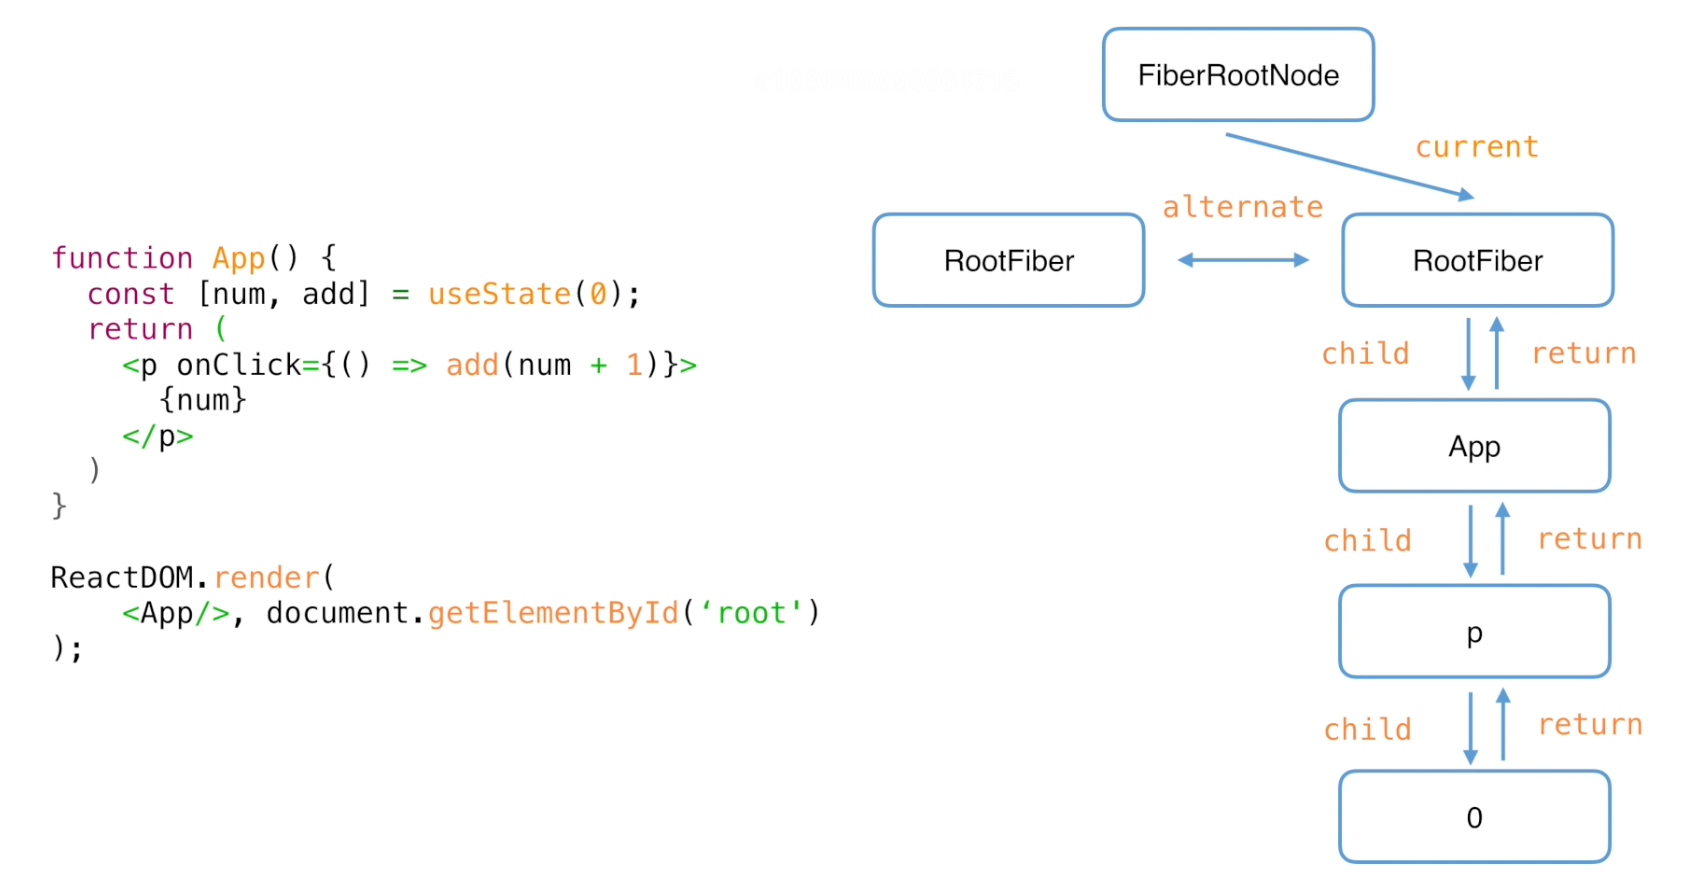 function App() {
  const [num, add] = useState(0);
  return (
    <p onClick={() => add(num + 1)}>
      {num}
    </p>
  )
}
ReactDOM.render(
    <App/>, document.getElementById(‘root')
);
FiberRootNode
current
alternate
RootFiber
RootFiber
child
return
App
child
return
p
child
return
0